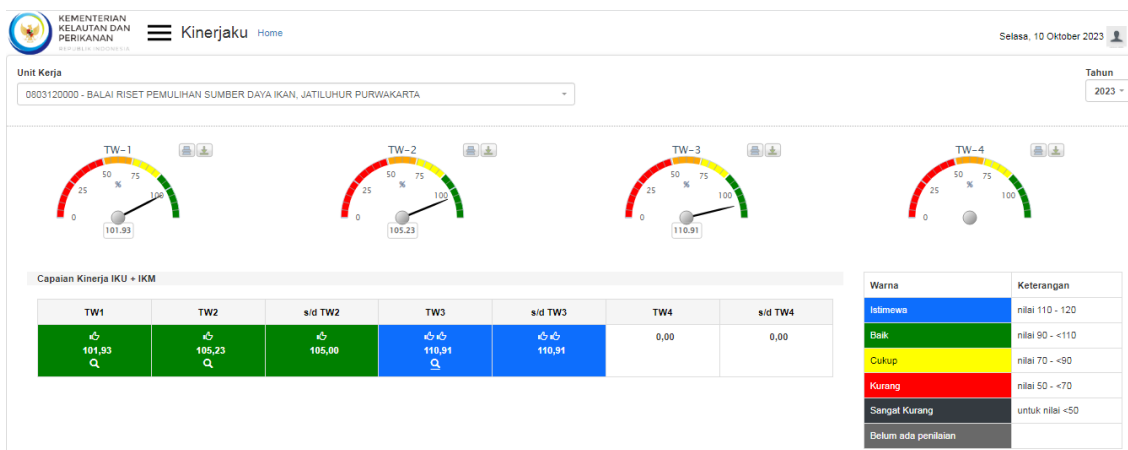 KEMENTERIAN
KELAUTAN DAN
PERIKANAN
REPUBLIK INDONESIA
Kinerjaku Home
Selasa, 10 Oktober 2023
Unit Kerja
Tahun
0803120000 - BALAI RISET PEMULIHAN SUMBER DAYA IKAN, JATILUHUR PURWAKARTA
2023
TW-1
0 25 50 75 100
%
101.93
TW-2
0 25 50 75 100
%
105.23
TW-3
0 25 50 75 100
%
110.91
TW-4
0 25 50 75 100
%
Capaian Kinerja IKU + IKM
TW1 TW2 s/d TW2 TW3 s/d TW3 TW4 s/d TW4
101,93 105,23 105,00 110,91 110,91 0,00 0,00
Warna Keterangan
Istimewa nilai 110 - 120
Baik nilai 90 - <110
Cukup nilai 70 - <90
Kurang nilai 50 - <70
Sangat Kurang untuk nilai <50
Belum ada penilaian